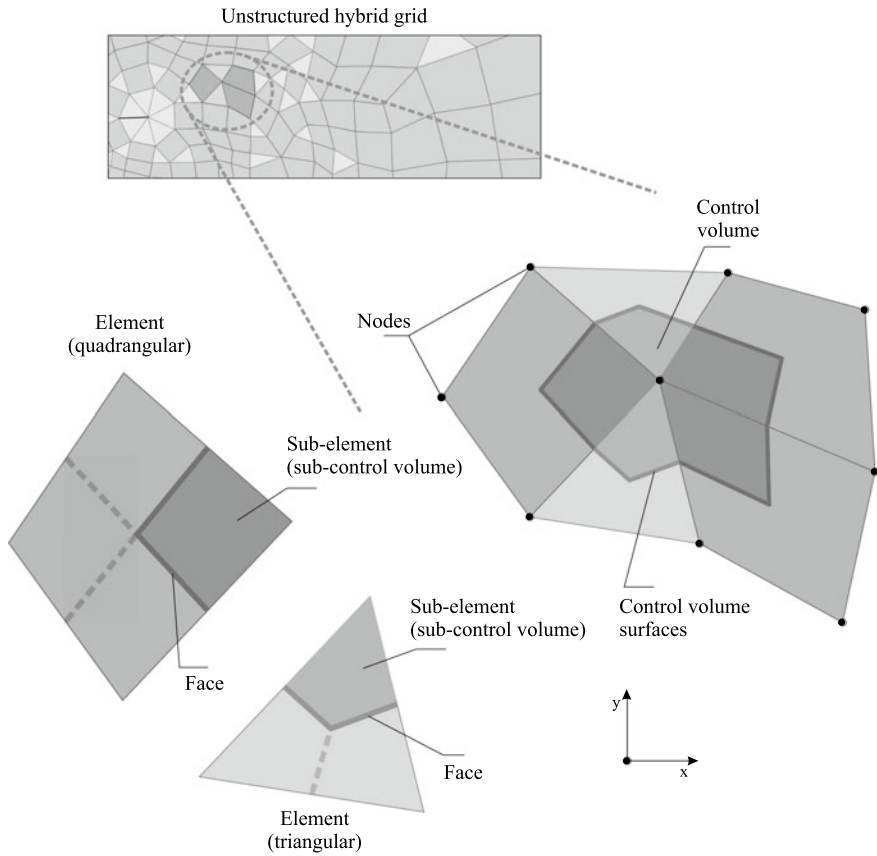 Unstructured hybrid grid
Control
volume
Nodes
Element
(quadrangular)
Sub-element
(sub-control volume)
Sub-element
(sub-control volume)
Control volume
surfaces
Face
Face
Element
(triangular)
y
x